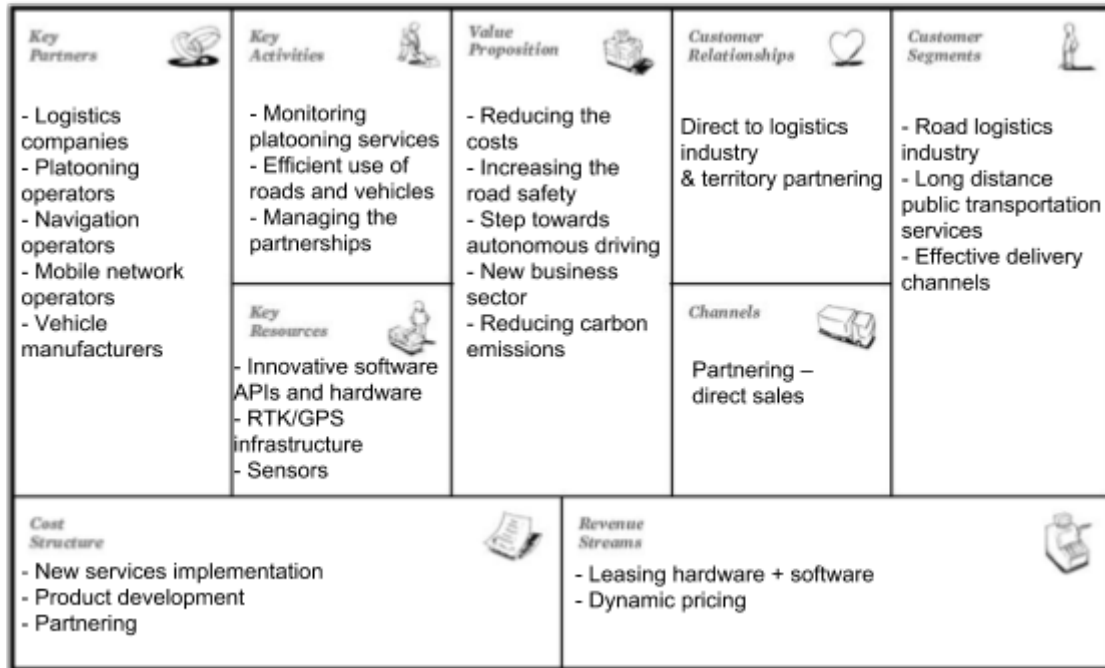 Key
Partners
- Logistics
companies
- Platooning
operators
- Navigation
operators
- Mobile network
operators
- Vehicle
manufacturers
Key
Activities
- Monitoring
platooning services
- Efficient use of
roads and vehicles
- Managing the
partnerships
Key
Resources
- Innovative software
APIs and hardware
- RTK/GPS
infrastructure
- Sensors
Value
Proposition
- Reducing the
costs
- Increasing the
road safety
- Step towards
autonomous driving
- New business
sector
- Reducing carbon
emissions
Customer
Relationships
Direct to logistics
industry
& territory partnering
Channels
Partnering –
direct sales
Customer
Segments
- Road logistics
industry
- Long distance
public transportation
services
- Effective delivery
channels
Cost
Structure
- New services implementation
- Product development
- Partnering
Revenue
Streams
- Leasing hardware + software
- Dynamic pricing